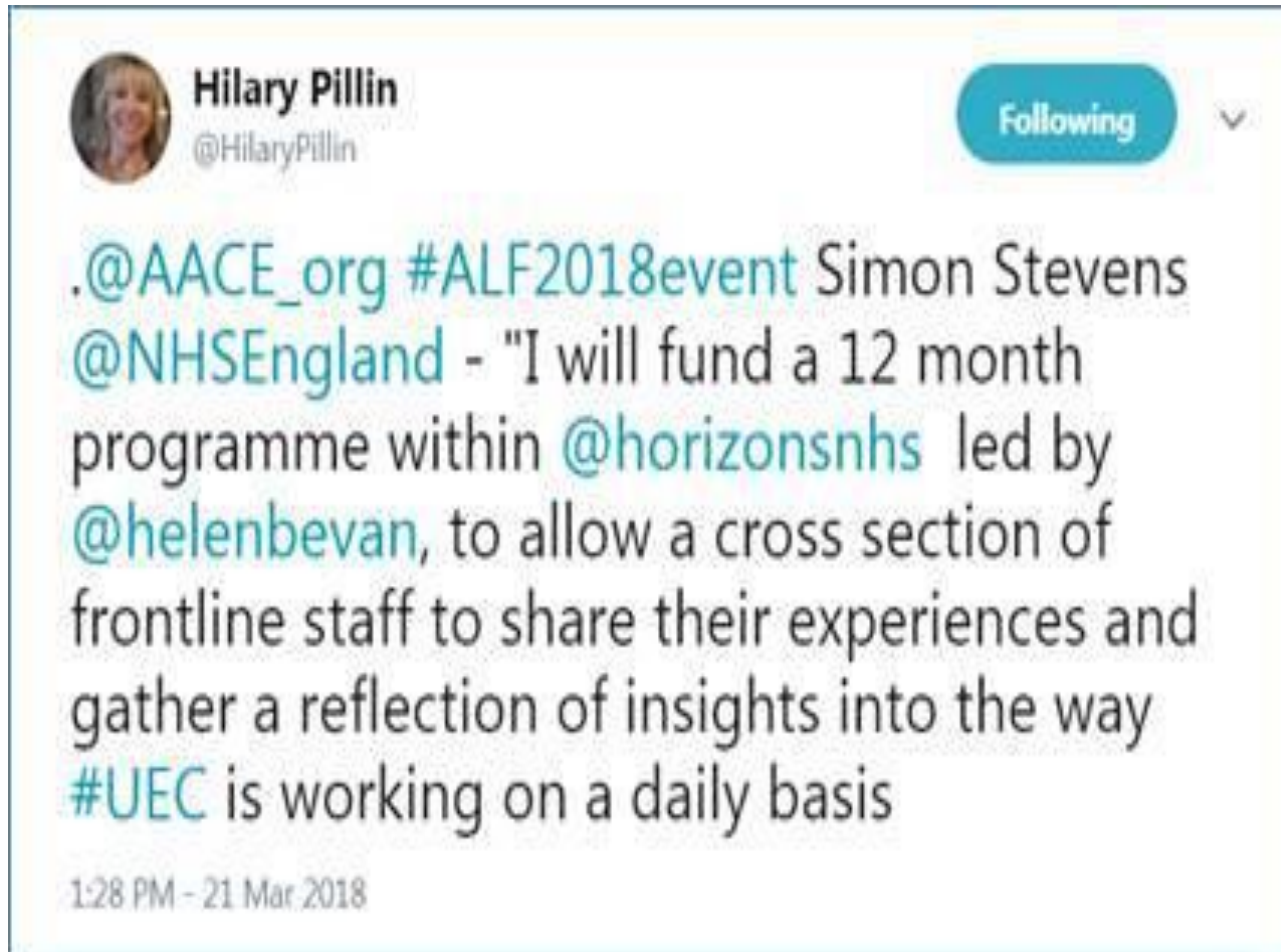 Hilary Pillin
@HilaryPillin
Following
.@AACE_org #ALF2018event Simon Stevens
@NHSEngland - "I will fund a 12 month
programme within @horizonsnhs led by
@helenbevan, to allow a cross section of
frontline staff to share their experiences and
gather a reflection of insights into the way
#UEC is working on a daily basis
1:28 PM - 21 Mar 2018